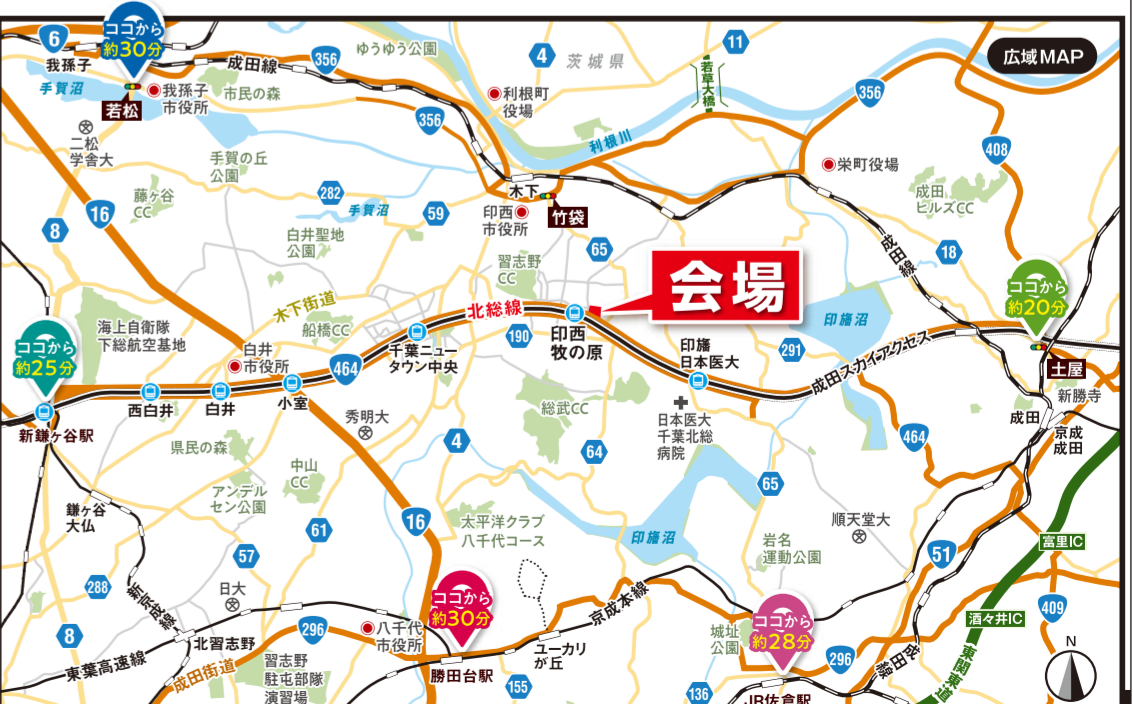 ココから
約30分
6
我孫子
手賀沼
若松
我孫子
市役所
成田線
市民の森
356
ゆうゆう公園
4
茨城県
11
若草大橋
広域MAP
利根町
役場
356
356
利根川
408
栄町役場
二松
学舎大
手賀の丘
公園
藤ヶ谷
CC
16
8
282
手賀沼
59
木下
印西
市役所
竹袋
65
成田
ヒルズCC
成田線
18
白井聖地
公園
習志野
CC
会場
ココから
約20分
木下街道
船橋CC
北総線
190
印西
牧の原
印旛沼
291
印旛
日本医大
成田スカイアクセス
土屋
新勝寺
海上自衛隊
下総航空基地
白井
市役所
464
千葉ニュー
タウン中央
ココから
約25分
新鎌ヶ谷駅
西白井
白井
小室
秀明大
総武CC
日本医大
千葉北総
病院
成田
京成
成田
464
県民の森
4
64
中山
CC
アンデル
セン公園
65
鎌ヶ谷
大仏
61
16
太平洋クラブ
八千代コース
印旛沼
順天堂大
岩名
運動公園
富里IC
51
57
288
日大
新京成線
ココから
約30分
京成本線
ココから
約28分
酒々井IC
409
8
北習志野
296
八千代
市役所
ユーカリ
が丘
城址
公園
296
成田線
東関東道
N
東葉高速線
成田街道
習志野
駐屯部隊
演習場
勝田台駅
155
136
JR佐倉駅